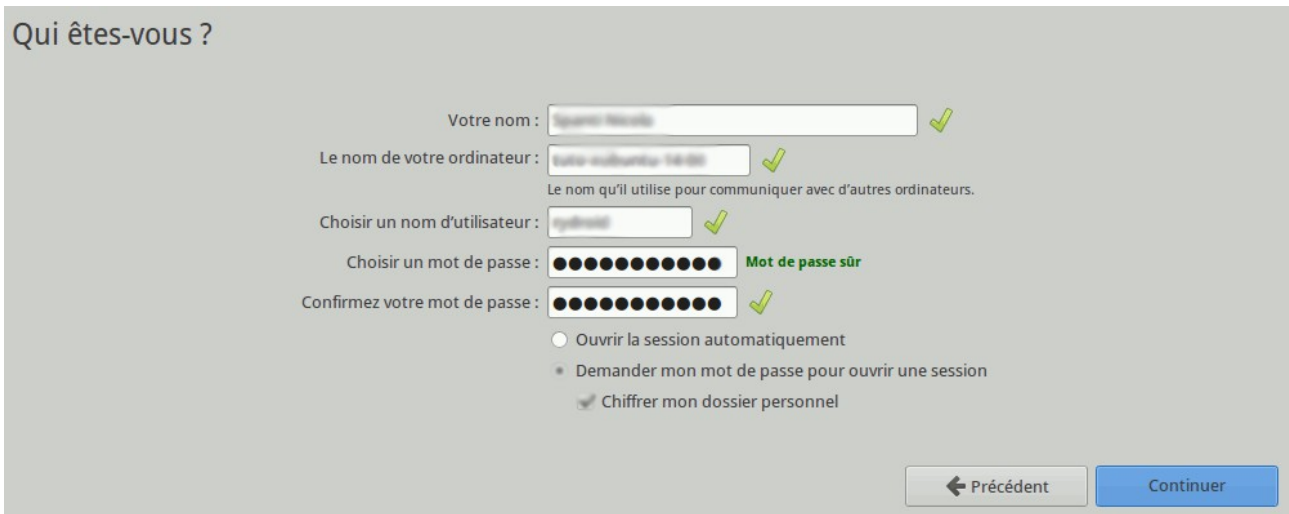 Qui êtes-vous ?
Votre nom :
Le nom de votre ordinateur :
Le nom qu'il utilise pour communiquer avec d'autres ordinateurs.
Choisir un nom d'utilisateur :
Choisir un mot de passe : ●●●●●●●●●●● Mot de passe sûr
Confirmez votre mot de passe : ●●●●●●●●●●●
Ouvrir la session automatiquement
Demander mon mot de passe pour ouvrir une session
Chiffrer mon dossier personnel
Précédent Continuer